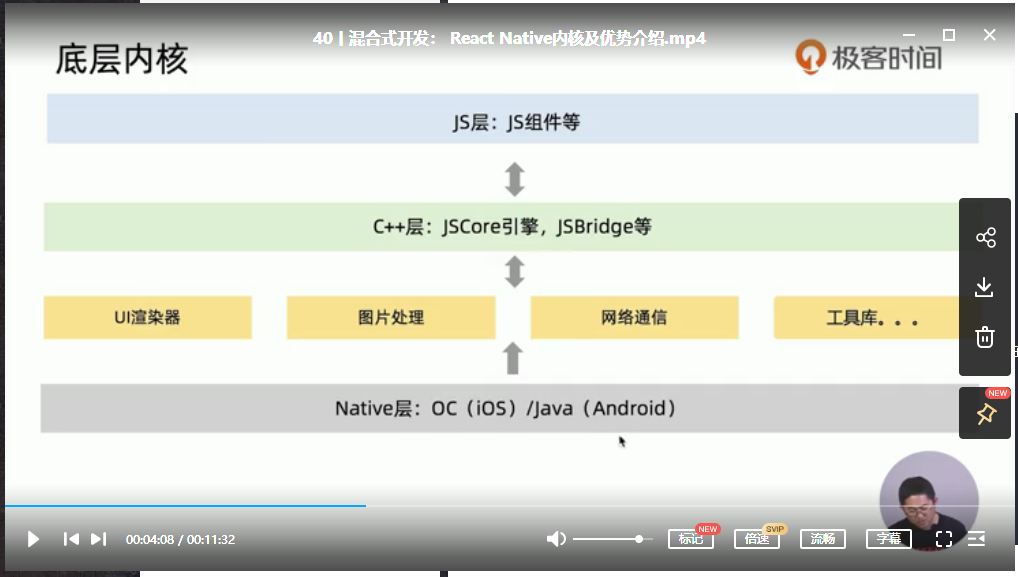 40丨混合式开发： React Native内核及优势介绍.mp4
底层内核
极客时间
JS层：JS组件等
C++层：JSCore引擎，JSBridge等
UI渲染器 图片处理 网络通信 工具库。。。
Native层：OC（iOS）/Java（Android）
NEW
00:04:08 / 00:11:32
标记 NEW
倍速 SVIP
流畅
字幕